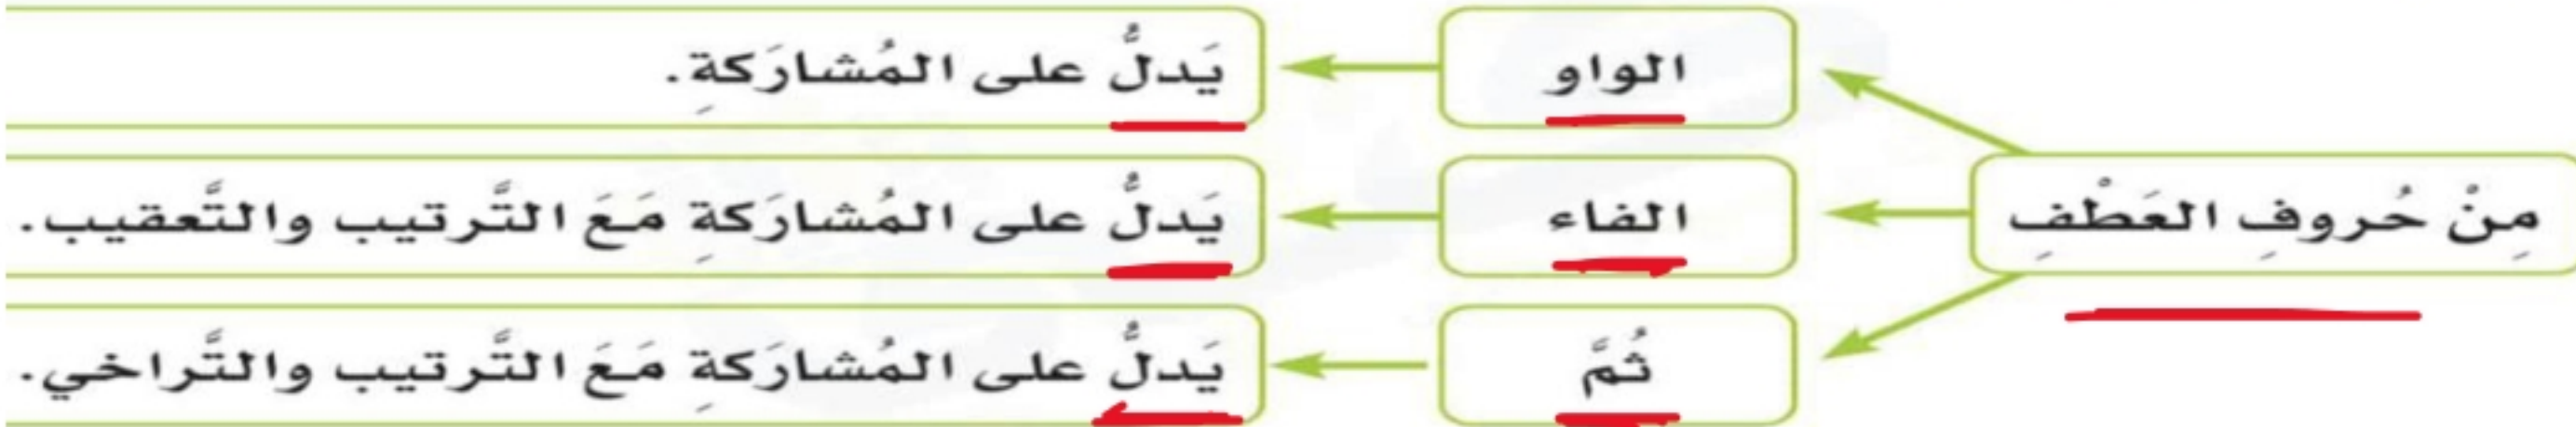 مِنْ حُروفِ العَطْفِ
الواو
يَدلُّ على المُشارَكةِ.
الفاء
يَدلُّ على المُشارَكةِ مَعَ التَّرتيب والتَّعقيب.
ثُمَّ
يَدلُّ على المُشارَكةِ مَعَ التَّرتيب والتَّراخي.